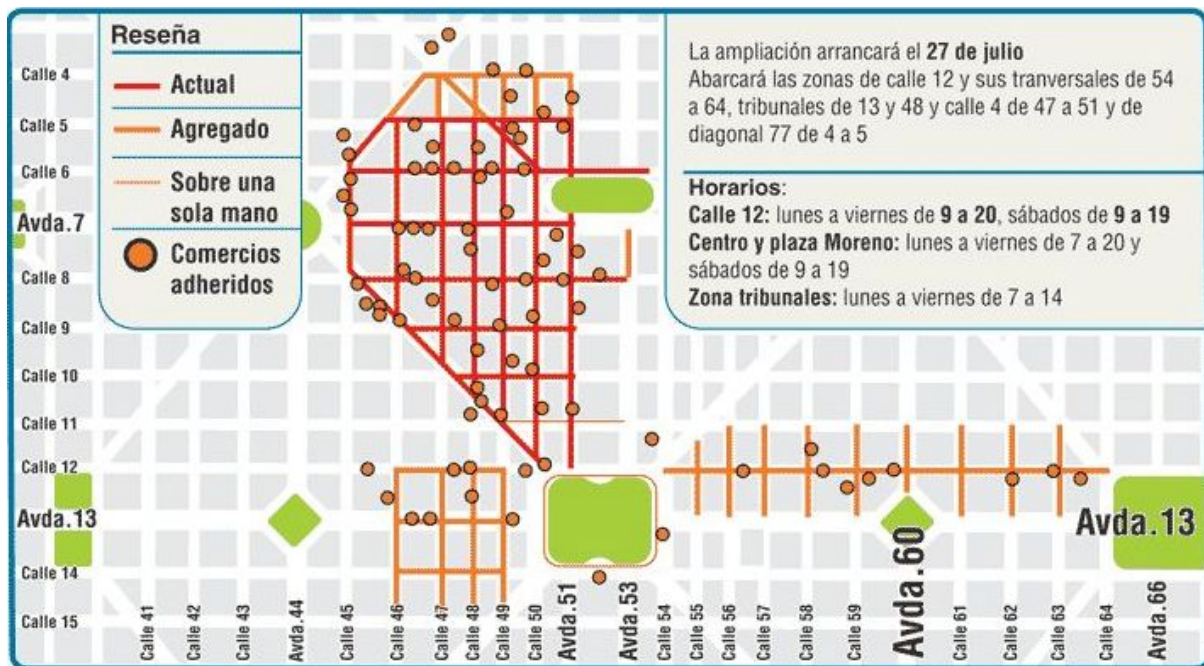 Reseña
Actual
Agregado
Sobre una
sola mano
Comercios
adheridos
La ampliación arrancará el 27 de julio
Abarcará las zonas de calle 12 y sus tranversales de 54
a 64, tribunales de 13 y 48 y calle 4 de 47 a 51 y de
diagonal 77 de 4 a 5
Horarios:
Calle 12: lunes a viernes de 9 a 20, sábados de 9 a 19
Centro y plaza Moreno: lunes a viernes de 7 a 20 y
sábados de 9 a 19
Zona tribunales: lunes a viernes de 7 a 14
Calle 4
Calle 5
Calle 6
Avda.7
Calle 8
Calle 9
Calle 10
Calle 11
Calle 12
Avda.13
Avda.13
Calle 14
Calle 15
Calle 41
Calle 42
Calle 43
Avda.44
Calle 45
Calle 46
Calle 47
Calle 48
Calle 49
Calle 50
Avda.51
Avda.53
Calle 54
Calle 55
Calle 56
Calle 57
Calle 58
Calle 59
Avda.60
Calle 61
Calle 62
Calle 63
Calle 64
Avda.66